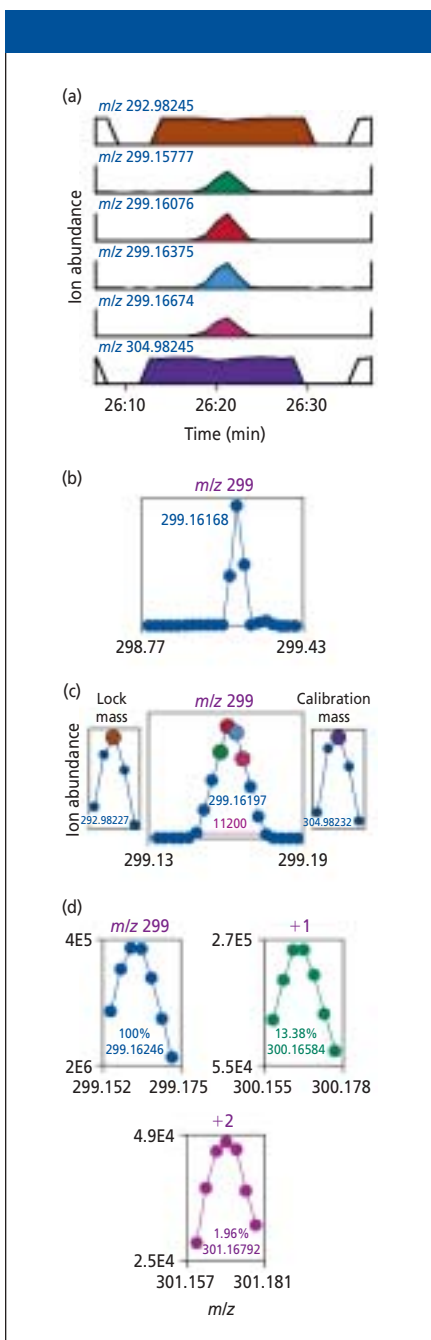 (a)
m/z 292.98245
m/z 299.15777
m/z 299.16076
m/z 299.16375
m/z 299.16674
m/z 304.98245
Ion abundance
26:10 26:20 26:30
Time (min)
(b)
m/z 299
299.16168
298.77 299.43
(c)
Lock mass
m/z 299
Calibration mass
Ion abundance
292.98227
299.16197
11200
304.98232
299.13 299.19
(d)
m/z 299
4E5
100%
299.16246
2E6
299.152 299.175
+1
2.7E5
13.38%
300.16584
5.5E4
300.155 300.178
+2
4.9E4
1.96%
301.16792
2.5E4
301.157 301.181
m/z